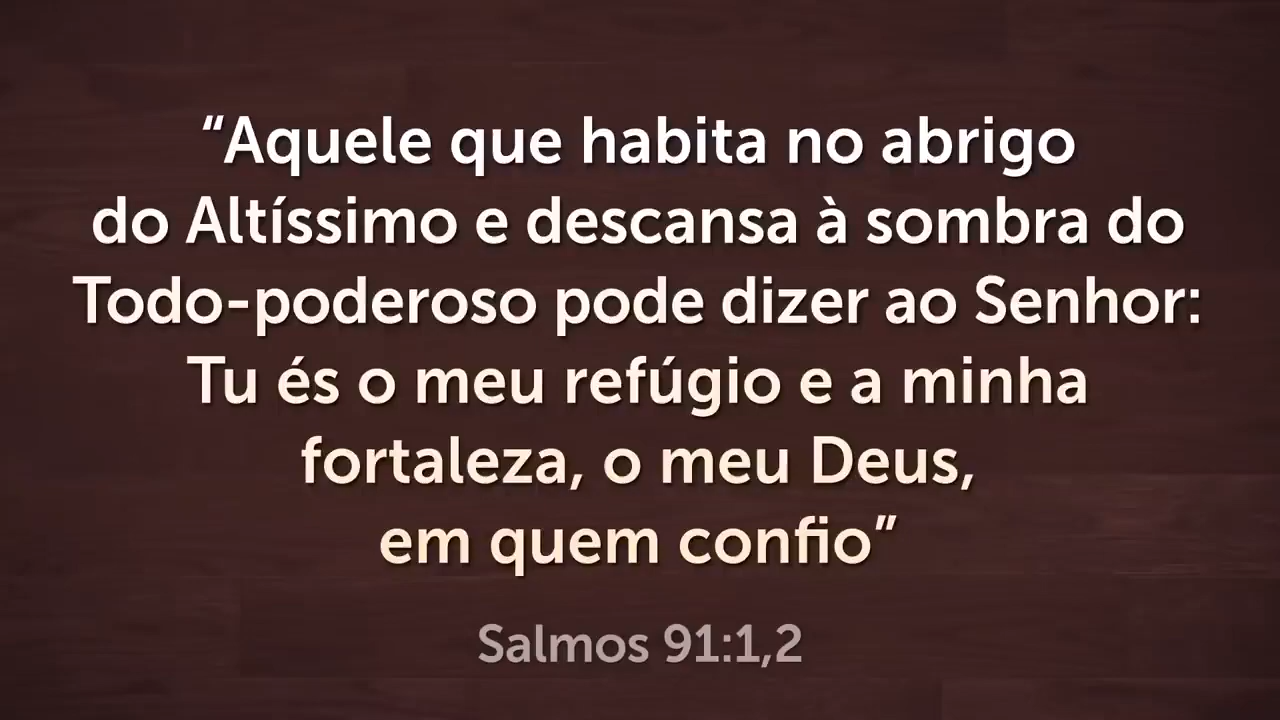 “Aquele que habita no abrigo
do Altíssimo e descansa à sombra do
Todo-poderoso pode dizer ao Senhor:
Tu és o meu refúgio e a minha
fortaleza, o meu Deus,
em quem confio”
Salmos 91:1,2